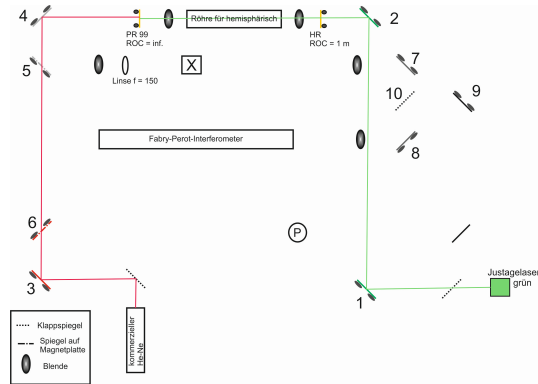 4
2
Röhre für hemisphärisch
PR 99
ROC = inf.
HR
ROC = 1 m
5
X
Linse f = 150
7
10
9
Fabry-Perot-Interferometer
8
6
P
3
1
Justagelaser
grün
kommerzieller
He-Ne
Klappspiegel
Spiegel auf
Magnetplatte
Blende